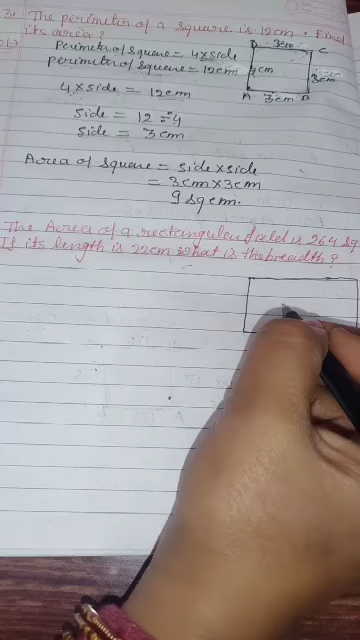 3. The perimeter of a square is 12cm. Find
its area?
Perimeter of square = 4xside
perimeter of square = 12cm
4 x side = 12cm
side = 12 ÷ 4
side = 3cm
D 3cm C
3cm
3cm
A 3cm B
Area of square = side x side
= 3cm x 3cm
9 sq cm.
The Area of a rectangular field is 264 sq
If its length is 22cm what is the breadth?